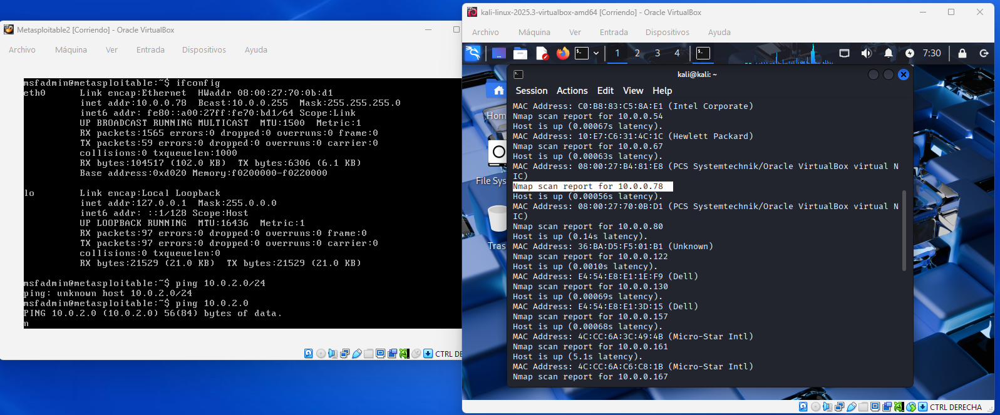 Metasploitable2 [Corriendo] - Oracle VirtualBox
Archivo Máquina Ver Entrada Dispositivos Ayuda
msfadmin@metasploitable:~$ ifconfig
eth0 Link encap:Ethernet HWaddr 08:00:27:70:0b:d1
inet addr:10.0.0.78 Bcast:10.0.0.255 Mask:255.255.255.0
inet6 addr: fe80::a00:27ff:fe70:bd1/64 Scope:Link
UP BROADCAST RUNNING MULTICAST MTU:1500 Metric:1
RX packets:1565 errors:0 dropped:0 overruns:0 frame:0
TX packets:59 errors:0 dropped:0 overruns:0 carrier:0
collisions:0 txqueuelen:1000
RX bytes:104517 (102.0 KB) TX bytes:6306 (6.1 KB)
Base address:0xd020 Memory:f0200000-f0220000
lo Link encap:Local Loopback
inet addr:127.0.0.1 Mask:255.0.0.0
inet6 addr: ::1/128 Scope:Host
UP LOOPBACK RUNNING MTU:16436 Metric:1
RX packets:97 errors:0 dropped:0 overruns:0 frame:0
TX packets:97 errors:0 dropped:0 overruns:0 carrier:0
collisions:0 txqueuelen:0
RX bytes:21529 (21.0 KB) TX bytes:21529 (21.0 KB)
msfadmin@metasploitable:~$ ping 10.0.2.0/24
ping: unknown host 10.0.2.0/24
msfadmin@metasploitable:~$ ping 10.0.2.0
PING 10.0.2.0 (10.0.2.0) 56(84) bytes of data.
m
CTRL DE
kali-linux-2025.3-virtualbox-amd64 [Corriendo] - Oracle VirtualBox
Archivo Máquina Ver Entrada Dispositivos Ayuda
1 2 3 4 7:30
Hom
File Sys
Tras
kali@kali: ~
Session Actions Edit View Help
MAC Address: C0:B8:83:C5:8A:E1 (Intel Corporate)
Nmap scan report for 10.0.0.54
Host is up (0.00067s latency).
MAC Address: 10:E7:C6:31:4C:1C (Hewlett Packard)
Nmap scan report for 10.0.0.67
Host is up (0.00063s latency).
MAC Address: 08:00:27:B4:81:E8 (PCS Systemtechnik/Oracle VirtualBox virtual N
IC)
Nmap scan report for 10.0.0.78
Host is up (0.00056s latency).
MAC Address: 08:00:27:70:0B:D1 (PCS Systemtechnik/Oracle VirtualBox virtual N
IC)
Nmap scan report for 10.0.0.80
Host is up (0.14s latency).
MAC Address: 36:BA:D5:F5:01:B1 (Unknown)
Nmap scan report for 10.0.0.122
Host is up (0.0010s latency).
MAC Address: E4:54:E8:E1:1E:F9 (Dell)
Nmap scan report for 10.0.0.130
Host is up (0.00069s latency).
MAC Address: E4:54:E8:E1:3D:15 (Dell)
Nmap scan report for 10.0.0.157
Host is up (0.00068s latency).
MAC Address: 4C:CC:6A:3C:49:4B (Micro-Star Intl)
Nmap scan report for 10.0.0.161
Host is up (5.1s latency).
MAC Address: 4C:CC:6A:C6:C8:1B (Micro-Star Intl)
Nmap scan report for 10.0.0.167
CTRL DERECHA